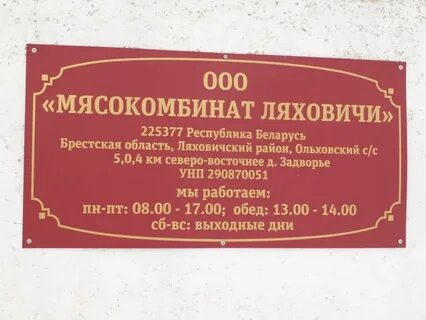 ООО
«МЯСОКОМБИНАТ ЛЯХОВИЧИ»
225377 Республика Беларусь
Брестская область, Ляховичский район, Ольховский с/с
5,0,4 км северо-восточнее д. Задворье
УНП 290870051
мы работаем:
пн-пт: 08.00 - 17.00; обед: 13.00 - 14.00
сб-вс: выходные дни